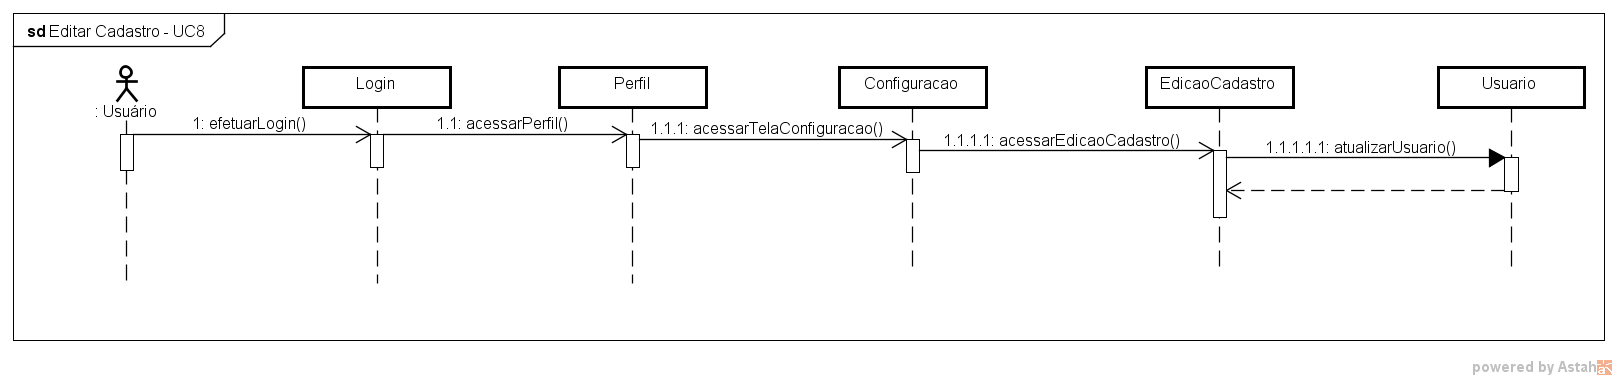 sd Editar Cadastro - UC8
: Usuário
Login
Perfil
Configuracao
EdicaoCadastro
Usuario
1: efetuarLogin()
1.1: acessarPerfil()
1.1.1: acessarTelaConfiguracao()
1.1.1.1: acessarEdicaoCadastro()
1.1.1.1.1: atualizarUsuario()
powered by Astah